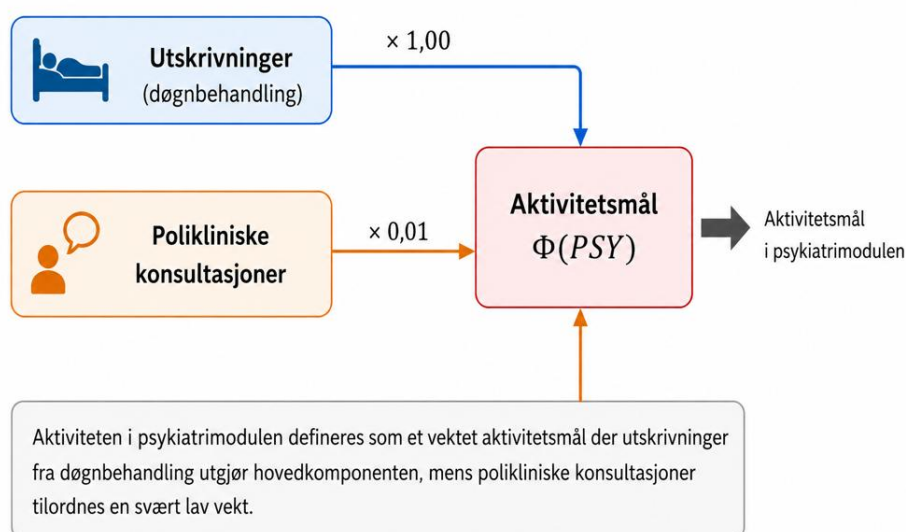 Utskrivninger
(døgnbehandling)
× 1,00
Polikliniske
konsultasjoner
× 0,01
Aktivitetsmål
Φ(PSY)
Aktivitetsmål
i psykiatrimodulen
Aktiviteten i psykiatrimodulen defineres som et vektet aktivitetsmål der utskrivninger
fra døgnbehandling utgjør hovedkomponenten, mens polikliniske konsultasjoner
tilordnes en svært lav vekt.